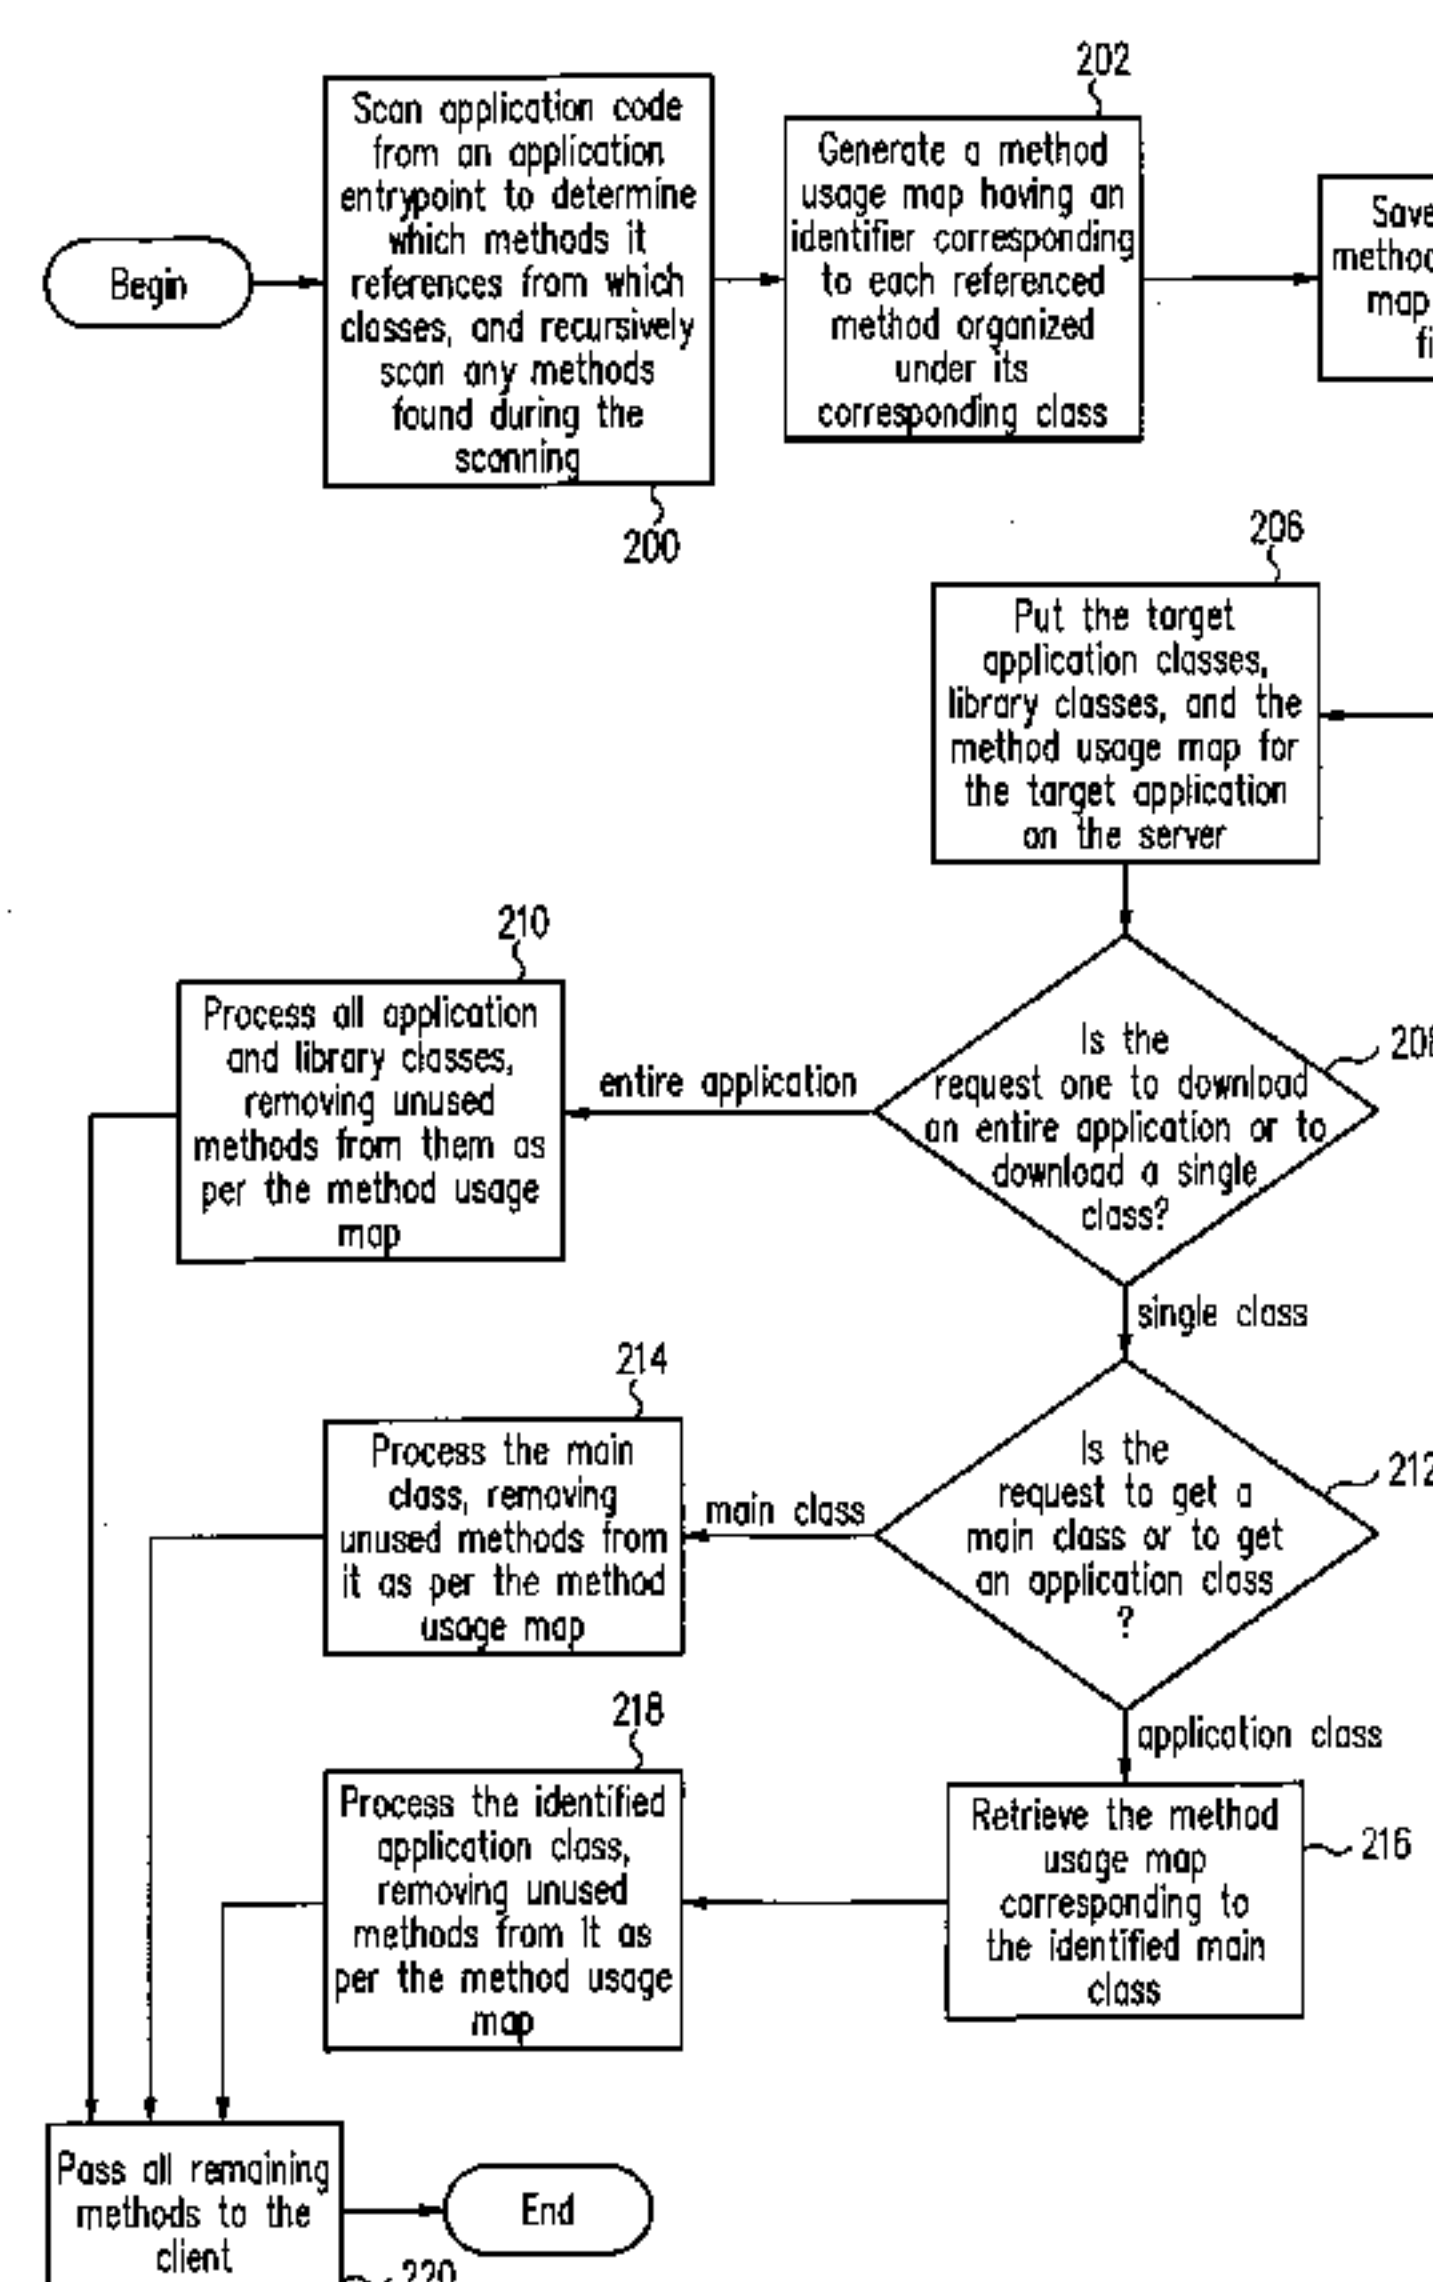 202
Scan application code
from an application
entrypoint to determine
which methods it
references from which
classes, and recursively
scan any methods
found during the
scanning
200
Generate a method
usage map having an
identifier corresponding
to each referenced
method organized
under its
corresponding class
Begin
Save
map
206
Put the target
application classes,
library classes, and the
method usage map for
the target application
on the server
210
Process all application
and library classes,
removing unused
methods from them as
per the method usage
map
entire application
Is the
request one to download
an entire application or to
download a single
class?
208
single class
214
Process the main
class, removing
unused methods from
it as per the method
usage map
main class
Is the
request to get a
main class or to get
an application class
?
212
application class
218
Process the identified
application class,
removing unused
methods from it as
per the method usage
map
Retrieve the method
usage map
corresponding to
the identified main
class
216
Pass all remaining
methods to the
client
End
220